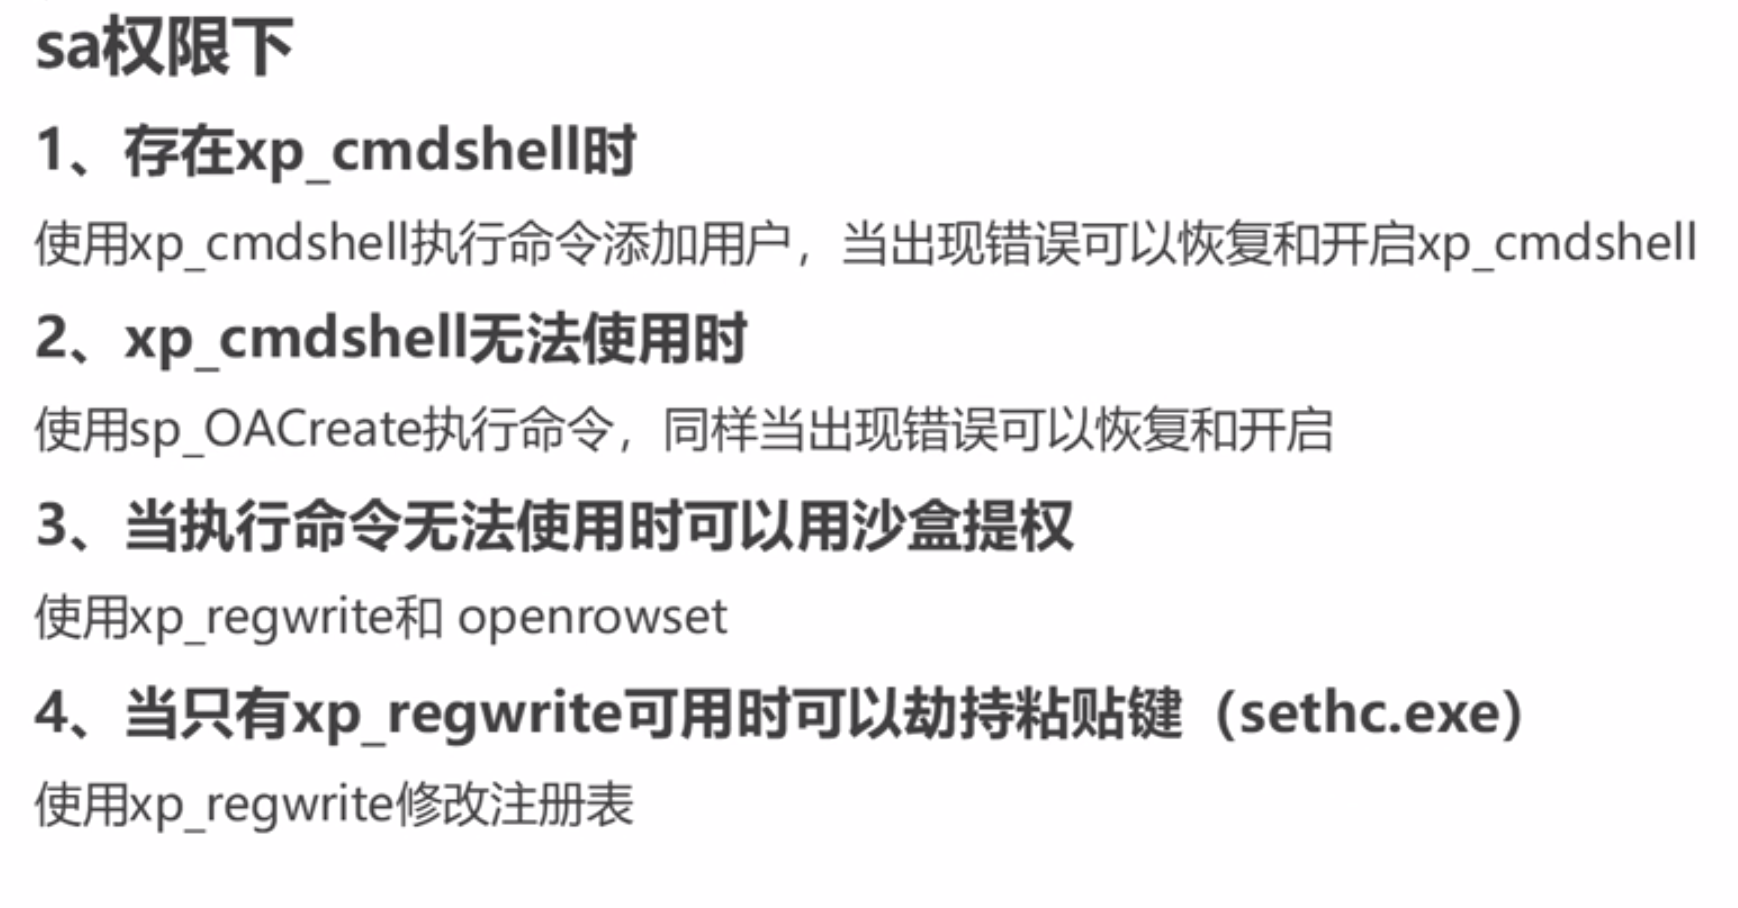 sa权限下
1、存在xp_cmdshell时
使用xp_cmdshell执行命令添加用户，当出现错误可以恢复和开启xp_cmdshell
2、xp_cmdshell无法使用时
使用sp_OACreate执行命令，同样当出现错误可以恢复和开启
3、当执行命令无法使用时可以用沙盒提权
使用xp_regwrite和 openrowset
4、当只有xp_regwrite可用时可以劫持粘贴键（sethc.exe）
使用xp_regwrite修改注册表